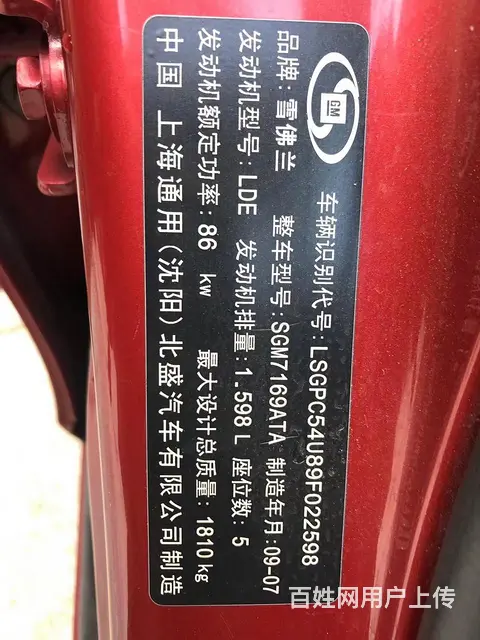 GM
车辆识别代号:LSGPC54U89F022598
品牌:雪佛兰 整车型号:SGM7169ATA 制造年月:09-07
发动机型号:LDE 发动机排量:1.598L 座位数:5
发动机额定功率:86 kw 最大设计总质量:1810kg
中国 上海通用(沈阳)北盛汽车有限公司制造
百姓网用户上传